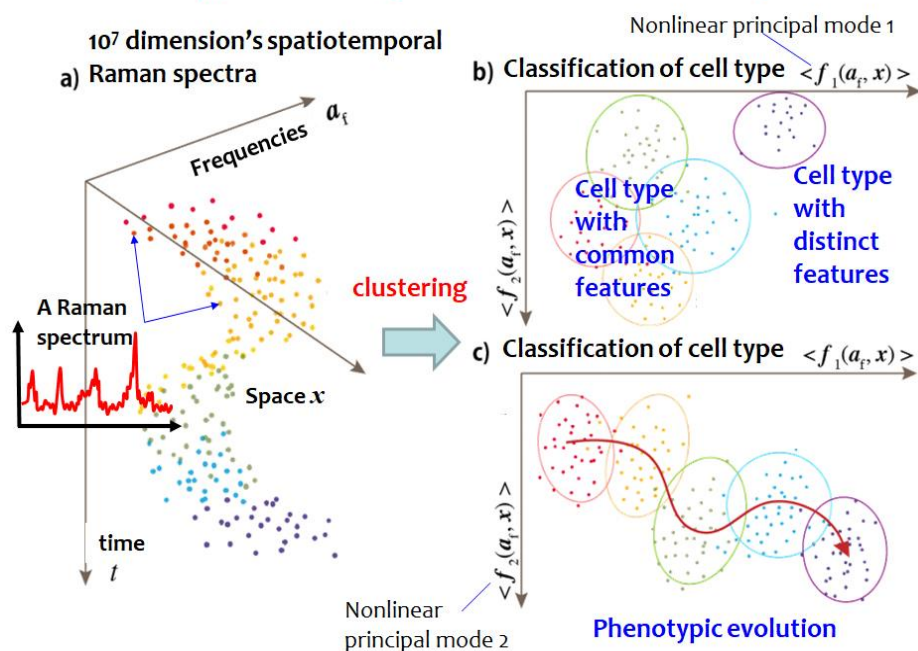 10⁷ dimension's spatiotemporal
a) Raman spectra
Frequencies
a_f
A Raman
spectrum
Space x
time
t
clustering
Nonlinear principal mode 1
b) Classification of cell type <f₁(a_f, x) >
<f₂(a_f, x) >
Cell type
with
common
features
Cell type
with
distinct
features
c) Classification of cell type <f₁(a_f, x) >
<f₂(a_f, x) >
Nonlinear
principal mode 2
Phenotypic evolution